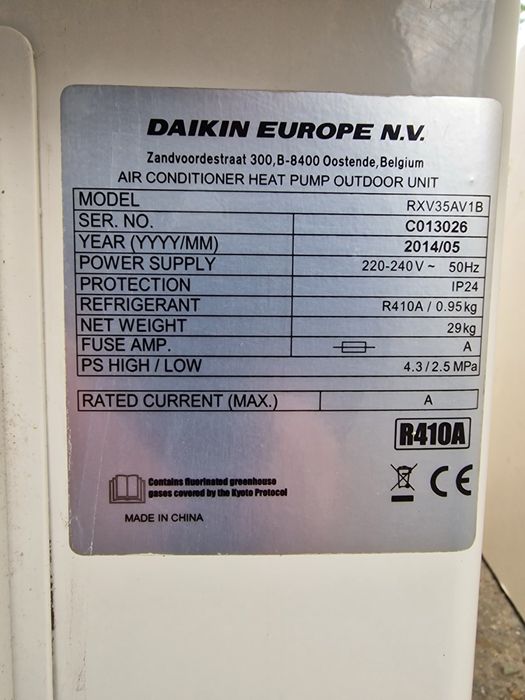 DAIKIN EUROPE N.V.
Zandvoordestraat 300, B-8400 Oostende, Belgium
AIR CONDITIONER HEAT PUMP OUTDOOR UNIT
MODEL RXV35AV1B
SER. NO. C013026
YEAR (YYYY/MM) 2014/05
POWER SUPPLY 220-240V ~ 50Hz
PROTECTION IP24
REFRIGERANT R410A / 0.95kg
NET WEIGHT 29kg
FUSE AMP. A
PS HIGH / LOW 4.3 / 2.5 MPa
RATED CURRENT (MAX.) A
R410A
Contains fluorinated greenhouse
gases covered by the Kyoto Protocol
CE
MADE IN CHINA